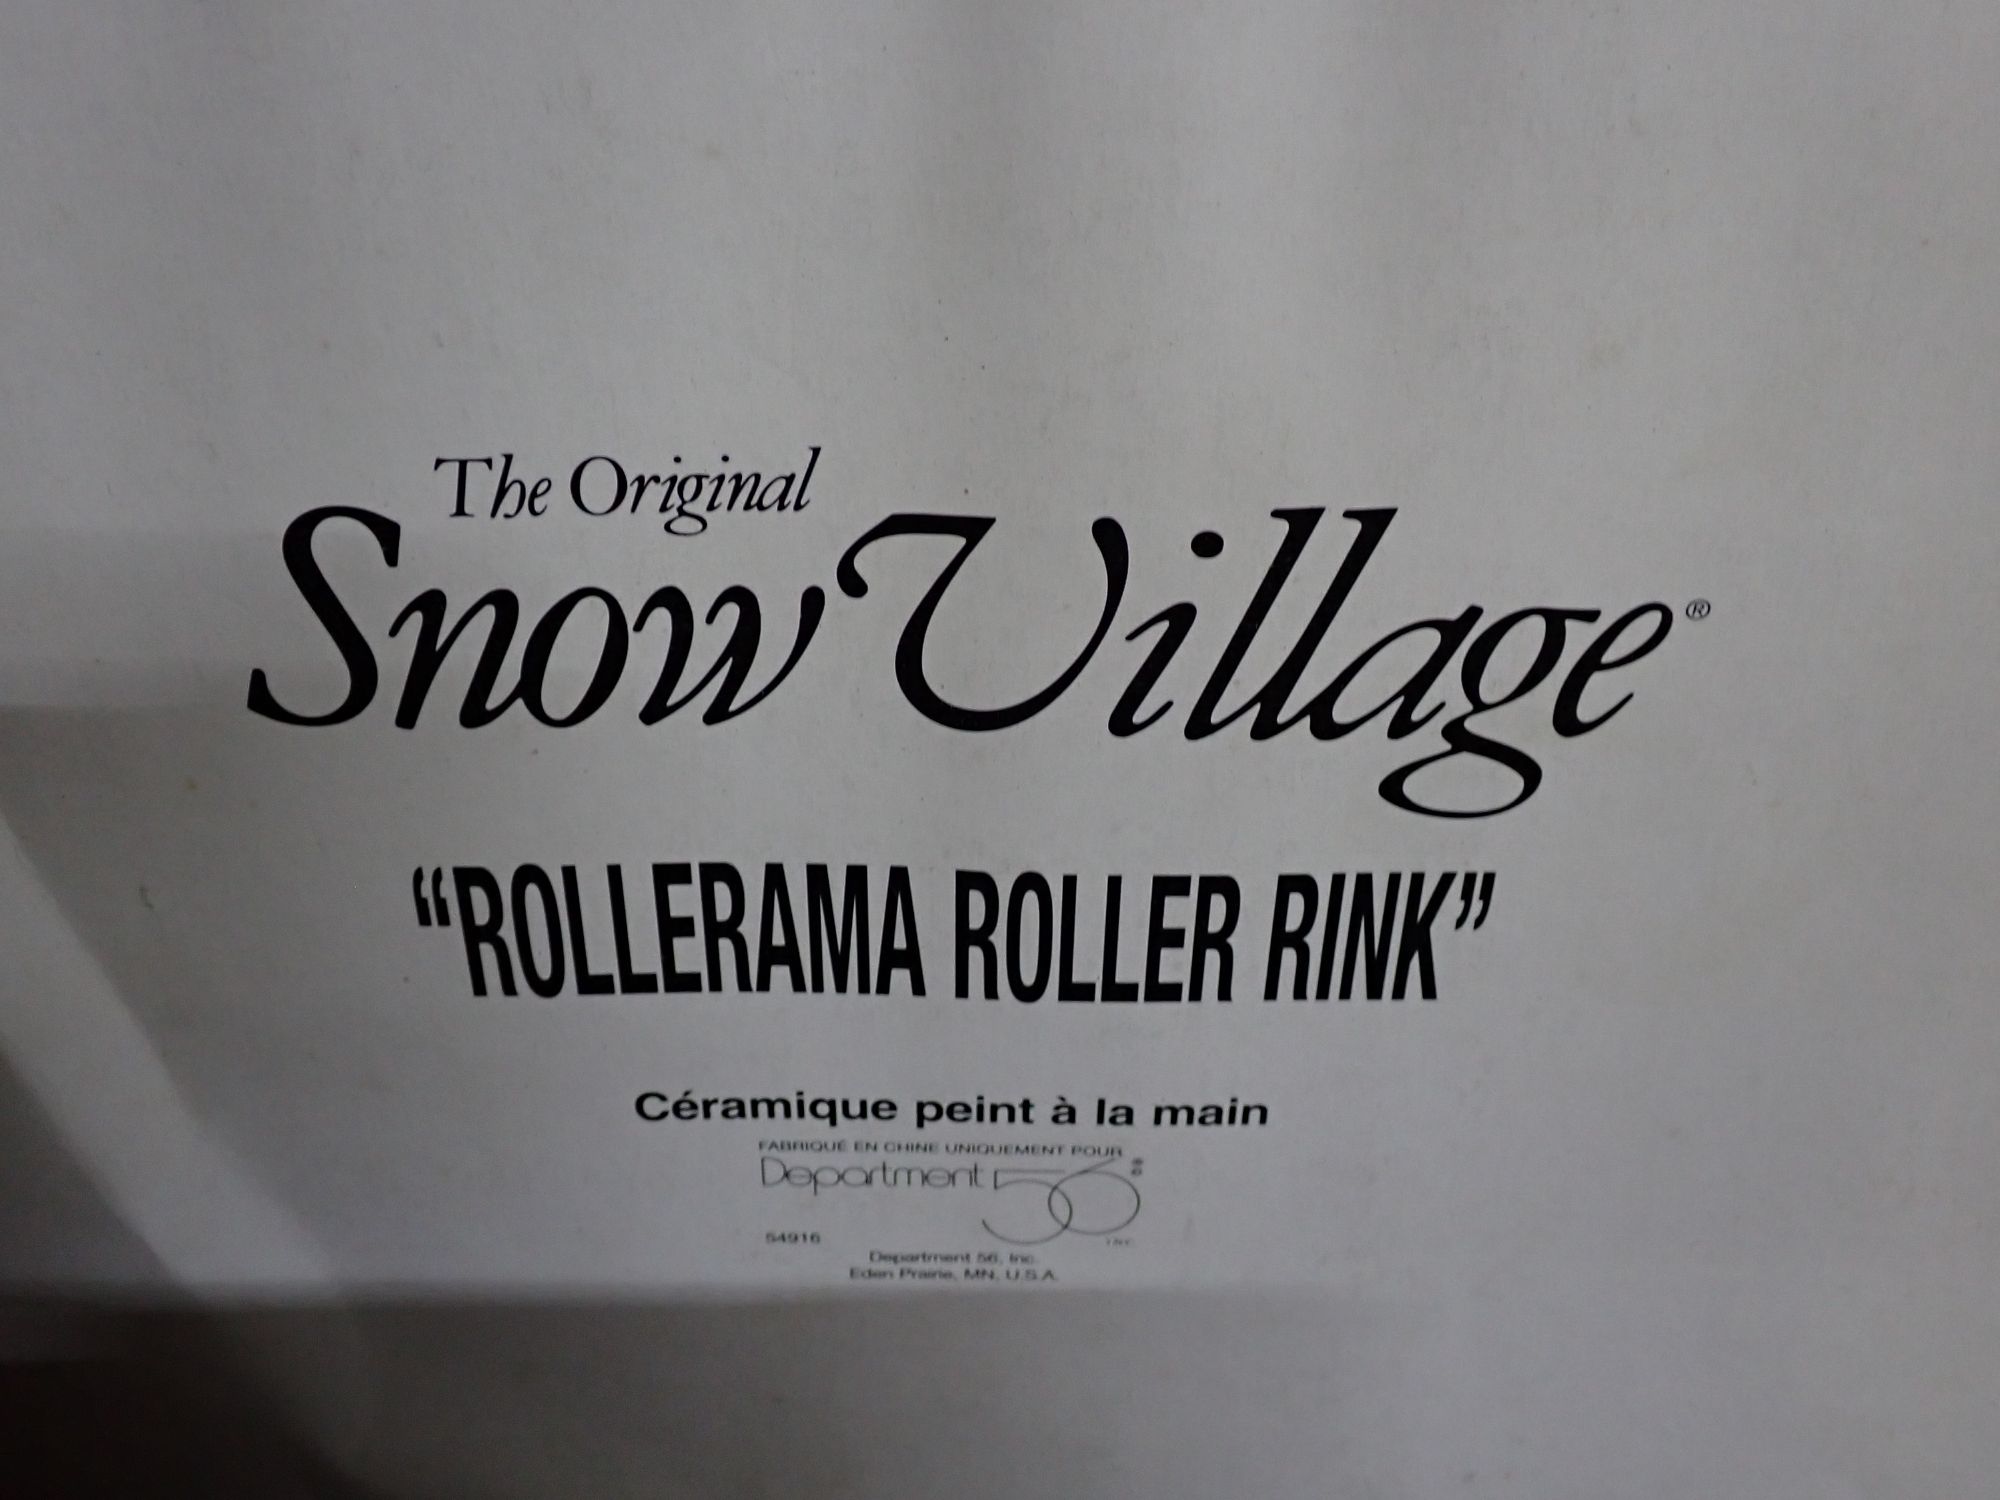 The Original
Snow Village®
“ROLLERAMA ROLLER RINK”
Céramique peint à la main
FABRIQUÉ EN CHINE UNIQUEMENT POUR
Department 56
54916
Department 56, Inc.
Eden Prairie, MN, U.S.A.